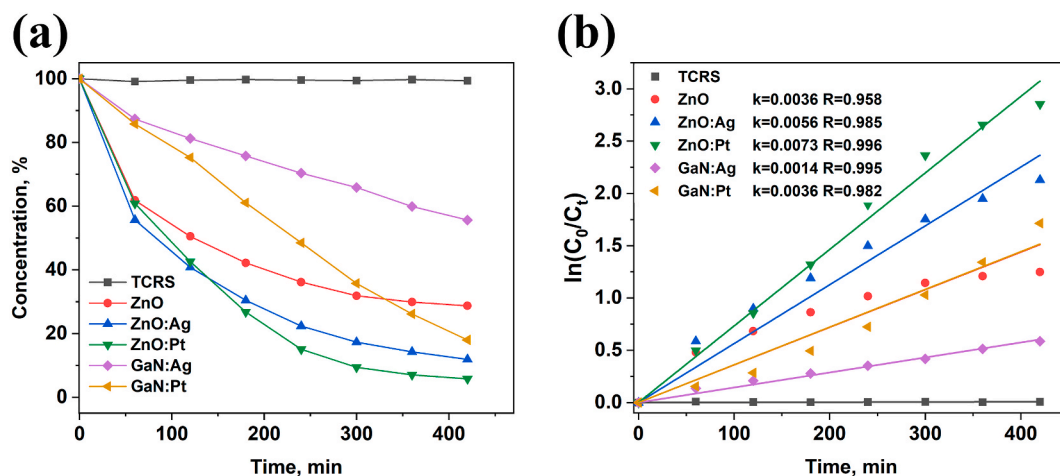 (a)
100
80
60
40
20
0
Concentration, %
TCRS
ZnO
ZnO:Ag
ZnO:Pt
GaN:Ag
GaN:Pt
0 100 200 300 400
Time, min
(b)
3.0
2.5
2.0
1.5
1.0
0.5
0.0
ln(C₀/Cₜ)
TCRS
ZnO k=0.0036 R=0.958
ZnO:Ag k=0.0056 R=0.985
ZnO:Pt k=0.0073 R=0.996
GaN:Ag k=0.0014 R=0.995
GaN:Pt k=0.0036 R=0.982
0 100 200 300 400
Time, min